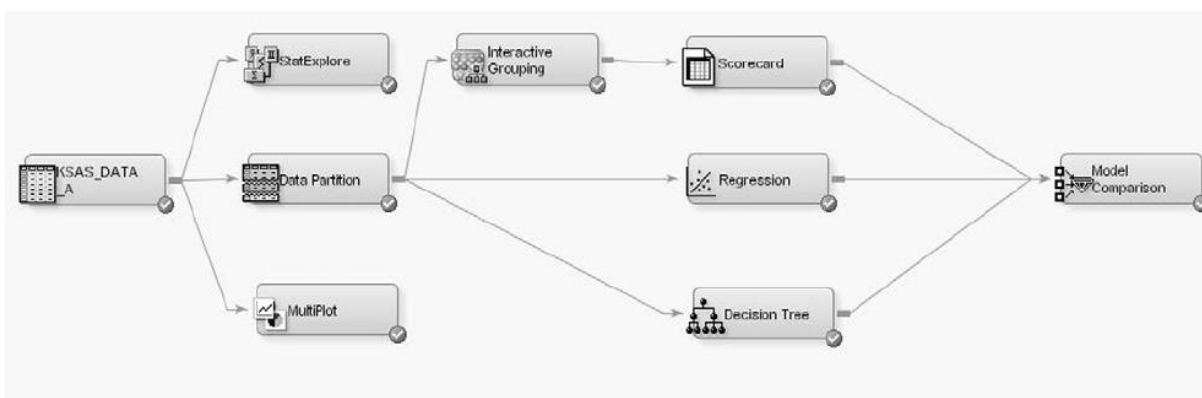 StatExplore
Interactive
Grouping
Scorecard
KSAS_DATA
_A
Data Partition
Regression
Model
Comparison
MultiPlot
Decision Tree